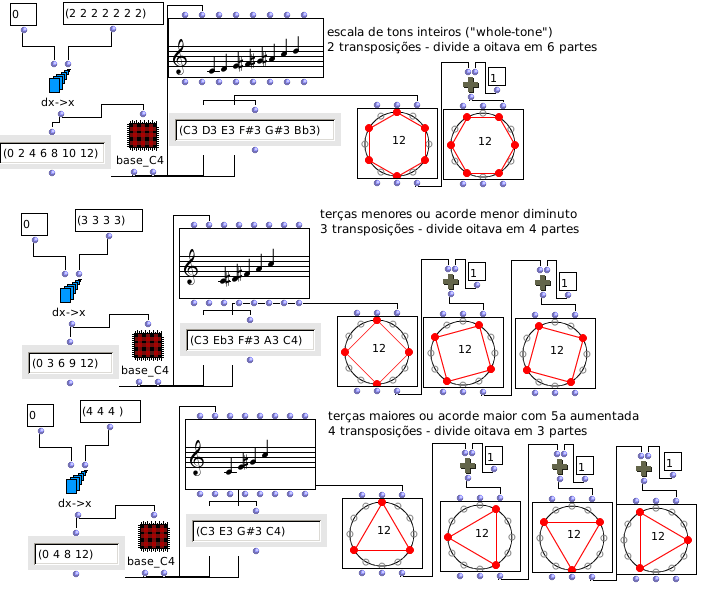 0
(2 2 2 2 2 2 2)
escala de tons inteiros ("whole-tone")
2 transposições - divide a oitava em 6 partes
1
dx->x
(C3 D3 E3 F#3 G#3 Bb3)
12
12
(0 2 4 6 8 10 12)
base_C4
0
(3 3 3 3)
terças menores ou acorde menor diminuto
3 transposições - divide oitava em 4 partes
1
1
dx->x
(C3 Eb3 F#3 A3 C4)
12
12
12
(0 3 6 9 12)
base_C4
0
(4 4 4 )
terças maiores ou acorde maior com 5a aumentada
4 transposições - divide oitava em 3 partes
1
1
1
dx->x
(C3 E3 G#3 C4)
12
12
12
12
(0 4 8 12)
base_C4